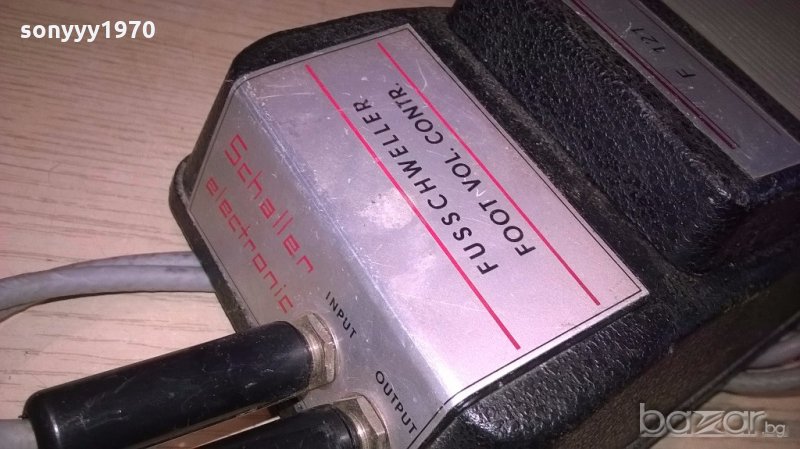 sonyyy1970
F 121
FUSSCHWELLER
FOOT VOL. CONTR.
Schaller
electronic
INPUT
OUTPUT
bazar.bg